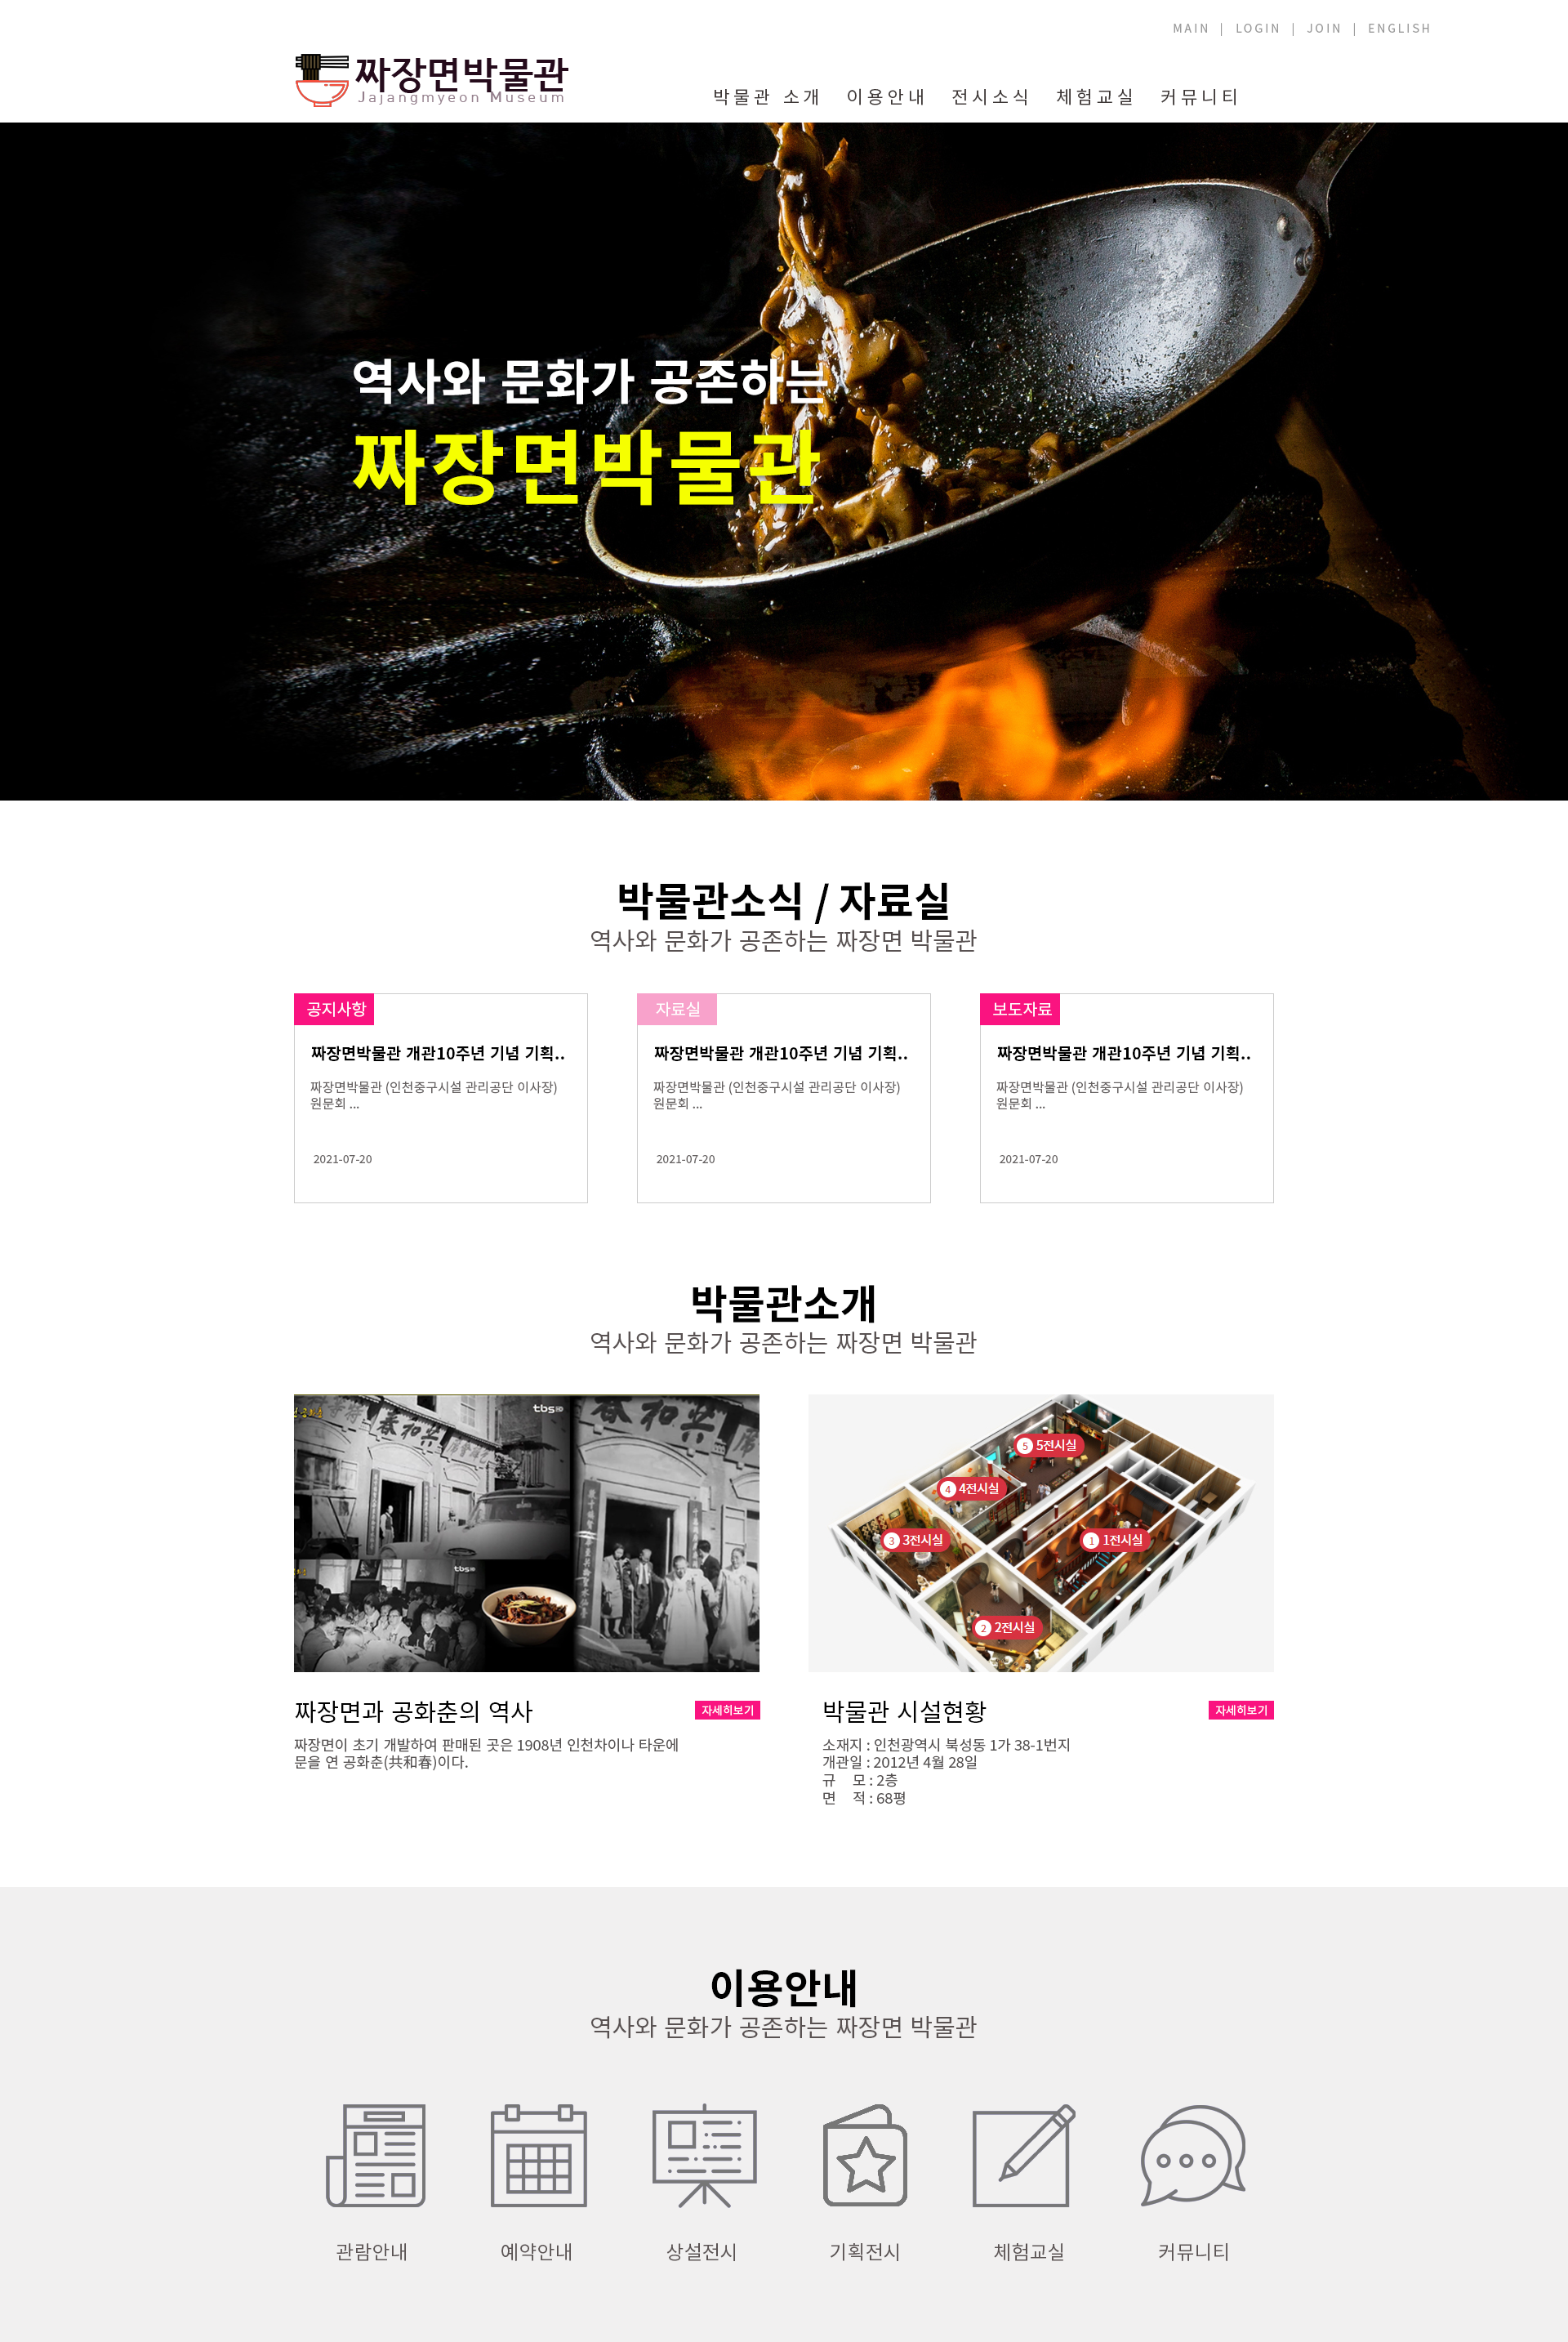 MAIN | LOGIN | JOIN | ENGLISH
짜장면박물관
Jajangmyeon Museum
박물관 소개 이용안내 전시소식 체험교실 커뮤니티
역사와 문화가 공존하는
짜장면박물관
박물관소식 / 자료실
역사와 문화가 공존하는 짜장면 박물관
공지사항
짜장면박물관 개관10주년 기념 기획..
짜장면박물관 (인천중구시설 관리공단 이사장)
원문회 ...
2021-07-20
자료실
짜장면박물관 개관10주년 기념 기획..
짜장면박물관 (인천중구시설 관리공단 이사장)
원문회 ...
2021-07-20
보도자료
짜장면박물관 개관10주년 기념 기획..
짜장면박물관 (인천중구시설 관리공단 이사장)
원문회 ...
2021-07-20
박물관소개
역사와 문화가 공존하는 짜장면 박물관
tbs
春和共
春和共
tbs
5 5전시실
4 4전시실
3 3전시실
1 1전시실
2 2전시실
짜장면과 공화춘의 역사
자세히보기
짜장면이 초기 개발하여 판매된 곳은 1908년 인천차이나 타운에
문을 연 공화춘(共和春)이다.
박물관 시설현황
자세히보기
소재지 : 인천광역시 북성동 1가 38-1번지
개관일 : 2012년 4월 28일
규 모 : 2층
면 적 : 68평
이용안내
역사와 문화가 공존하는 짜장면 박물관
관람안내
예약안내
상설전시
기획전시
체험교실
커뮤니티